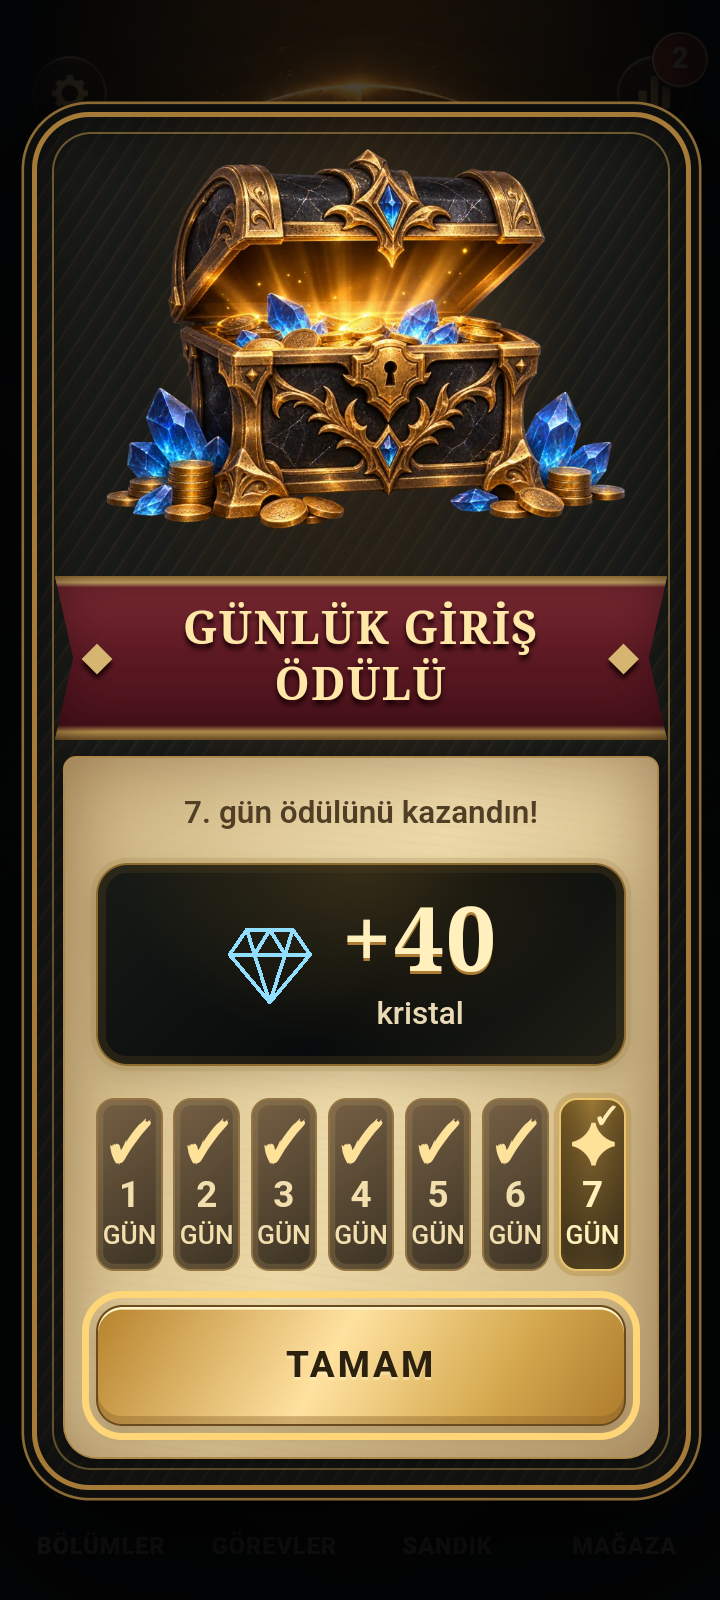 2
GÜNLÜK GİRİŞ
ÖDÜLÜ
7. gün ödülünü kazandın!
+40
kristal
1 2 3 4 5 6 7
GÜN GÜN GÜN GÜN GÜN GÜN GÜN
TAMAM
BÖLÜMLER GÖREVLER SANDIK MAĞAZA